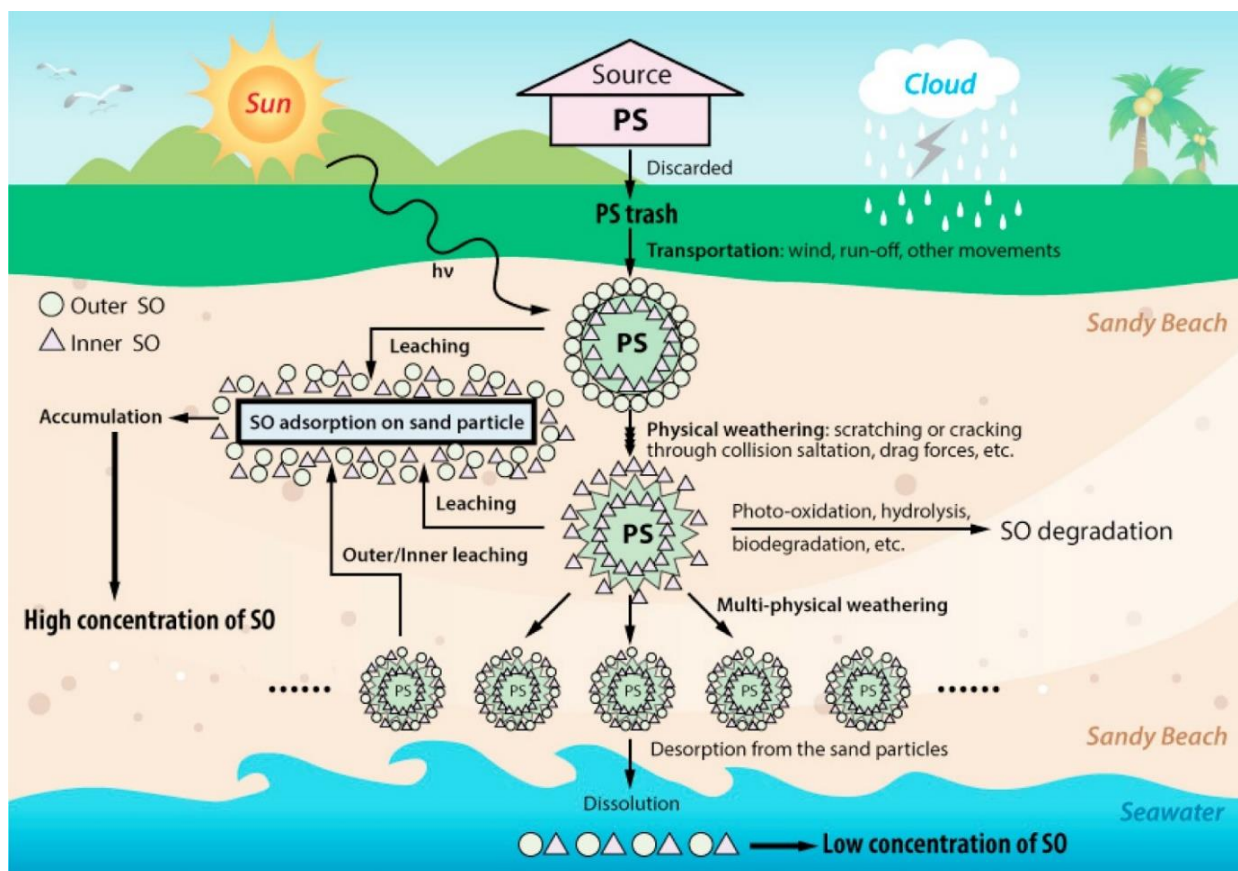 Sun
Source
PS
Cloud
Discarded
PS trash
Transportation: wind, run-off, other movements
hν
Outer SO
Inner SO
Sandy Beach
PS
Leaching
Accumulation
SO adsorption on sand particle
Physical weathering: scratching or cracking
through collision saltation, drag forces, etc.
Leaching
PS
Photo-oxidation, hydrolysis,
biodegradation, etc.
SO degradation
Outer/Inner leaching
Multi-physical weathering
High concentration of SO
......
PS
PS
PS
PS
PS
......
Desorption from the sand particles
Sandy Beach
Dissolution
Seawater
Low concentration of SO